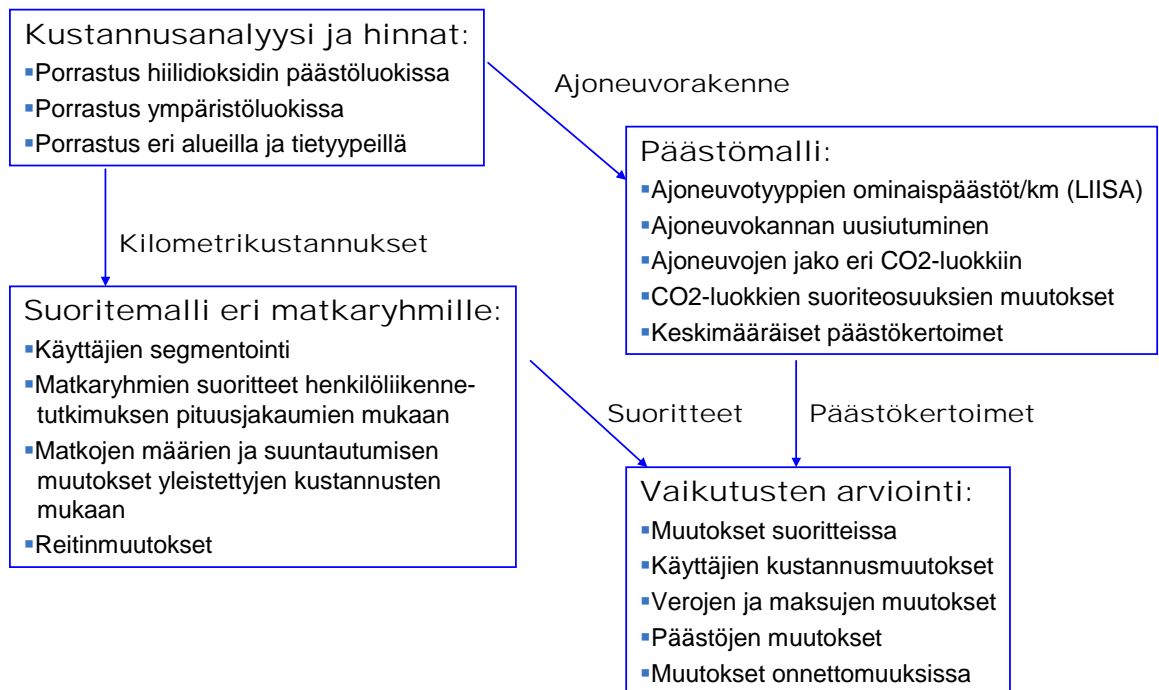 Kustannusanalyysi ja hinnat:
▪Porrastus hiilidioksidin päästöluokissa
▪Porrastus ympäristöluokissa
▪Porrastus eri alueilla ja tietyypeillä
Ajoneuvorakenne
Päästömalli:
▪Ajoneuvotyyppien ominaispäästöt/km (LIISA)
▪Ajoneuvokannan uusiutuminen
▪Ajoneuvojen jako eri CO2-luokkiin
▪CO2-luokkien suoriteosuuksien muutokset
▪Keskimääräiset päästökertoimet
Kilometrikustannukset
Suoritemalli eri matkaryhmille:
▪Käyttäjien segmentointi
▪Matkaryhmien suoritteet henkilöliikenne-
tutkimuksen pituusjakaumien mukaan
▪Matkojen määrien ja suuntautumisen
muutokset yleistettyjen kustannusten
mukaan
▪Reitinmuutokset
Suoritteet
Päästökertoimet
Vaikutusten arviointi:
▪Muutokset suoritteissa
▪Käyttäjien kustannusmuutokset
▪Verojen ja maksujen muutokset
▪Päästöjen muutokset
▪Muutokset onnettomuuksissa